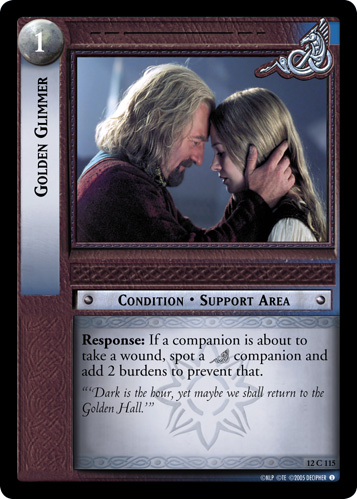 1
GOLDEN GLIMMER
CONDITION • SUPPORT AREA
Response: If a companion is about to
take a wound, spot a companion and
add 2 burdens to prevent that.
“‘Dark is the hour, yet maybe we shall return to the
Golden Hall.’”
12 C 115
©NLP ©TE ©2005 DECIPHER